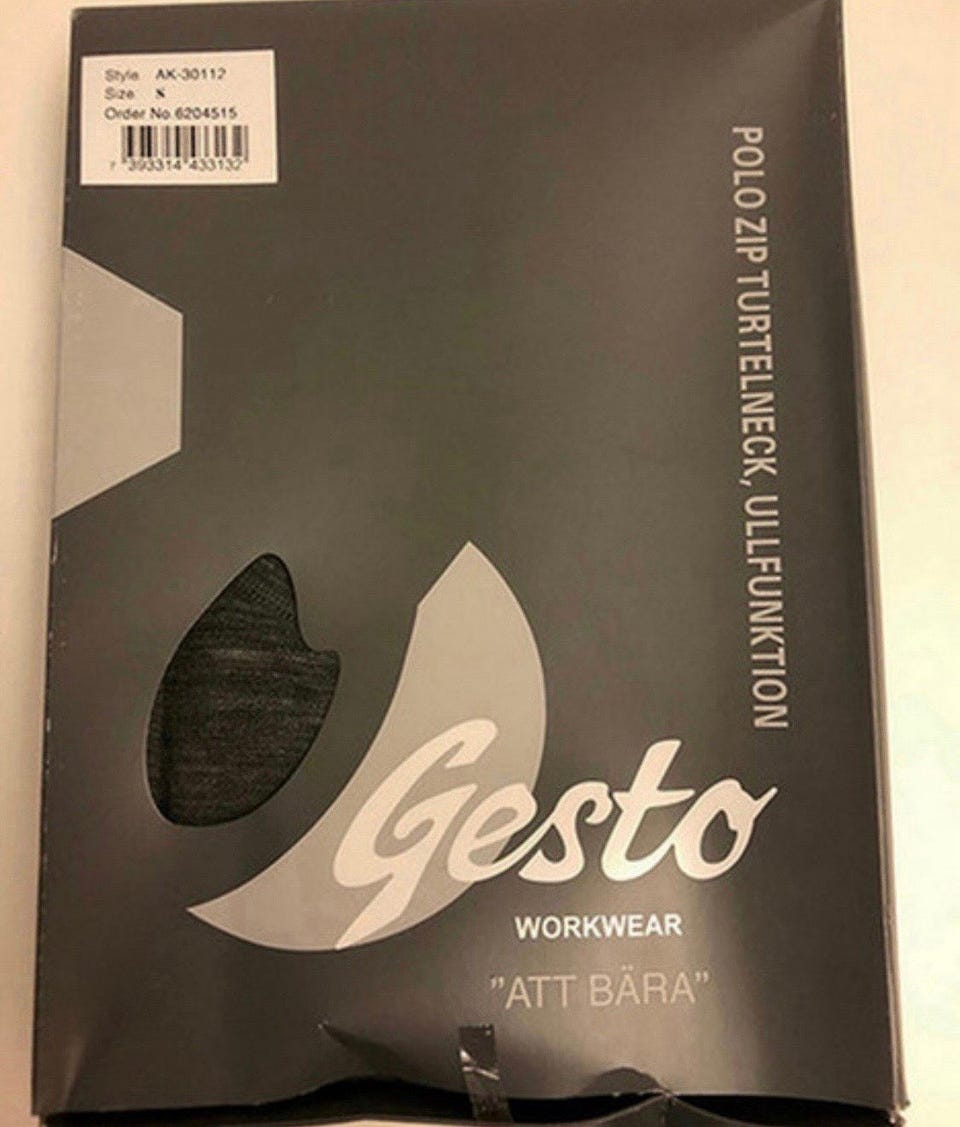 Style AK-30112
Size S
Order No.6204515
7 393314 433132
POLO ZIP TURTELNECK, ULLFUNKTION
Gesto
WORKWEAR
"ATT BÄRA"